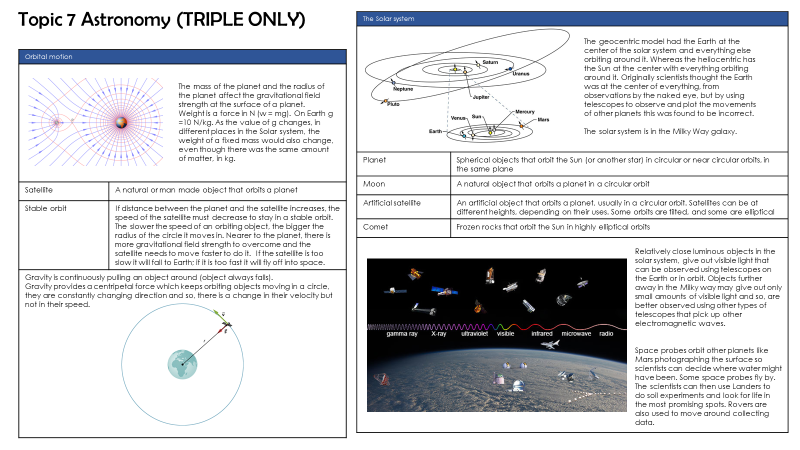 Topic 7 Astronomy (TRIPLE ONLY)
Orbital motion
The mass of the planet and the radius of
the planet affect the gravitational field
strength at the surface of a planet.
Weight is a force in N (w = mg). On Earth g
=10 N/kg. As the value of g changes, in
different places in the Solar system, the
weight of a fixed mass would also change,
even though there was the same amount
of matter, in kg.
Satellite
A natural or man made object that orbits a planet
Stable orbit
If distance between the planet and the satellite increases, the
speed of the satellite must decrease to stay in a stable orbit.
The slower the speed of an orbiting object, the bigger the
radius of the circle it moves in. Nearer to the planet, there is
more gravitational field strength to overcome and the
satellite needs to move faster to do it.  If the satellite is too
slow it will fall to Earth; if it is too fast it will fly off into space.
Gravity is continuously pulling an object around (object always falls).
Gravity provides a centripetal force which keeps orbiting objects moving in a circle,
they are constantly changing direction and so, there is a change in their velocity but
not in their speed.
The Solar system
Saturn
Uranus
Neptune
Jupiter
Pluto
Mercury
Venus
Sun
Mars
Earth
The geocentric model had the Earth at the
center of the solar system and everything else
orbiting around it. Whereas the heliocentric has
the Sun at the center with everything orbiting
around it. Originally scientists thought the Earth
was at the center of everything, from
observations by the naked eye, but by using
telescopes to observe and plot the movements
of other planets this was found to be incorrect.
The solar system is in the Milky Way galaxy.
Planet
Spherical objects that orbit the Sun (or another star) in circular or near circular orbits, in
the same plane
Moon
A natural object that orbits a planet in a circular orbit
Artificial satellite
An artificial object that orbits a planet, usually in a circular orbit. Satellites can be at
different heights, depending on their uses. Some orbits are tilted, and some are elliptical
Comet
Frozen rocks that orbit the Sun in highly elliptical orbits
gamma ray
X-ray
ultraviolet
visible
infrared
microwave
radio
Relatively close luminous objects in the
solar system, give out visible light that
can be observed using telescopes on
the Earth or in orbit. Objects further
away in the Milky Way may give out only
small amounts of visible light and so, are
better observed using other types of
telescopes that pick up other
electromagnetic waves.
Space probes orbit other planets like
Mars photographing the surface so
scientists can decide where water might
have been. Some space probes fly by.
The scientists can then use Landers to
do soil experiments and look for life in
the most promising spots. Rovers are
also used to move around collecting
data.